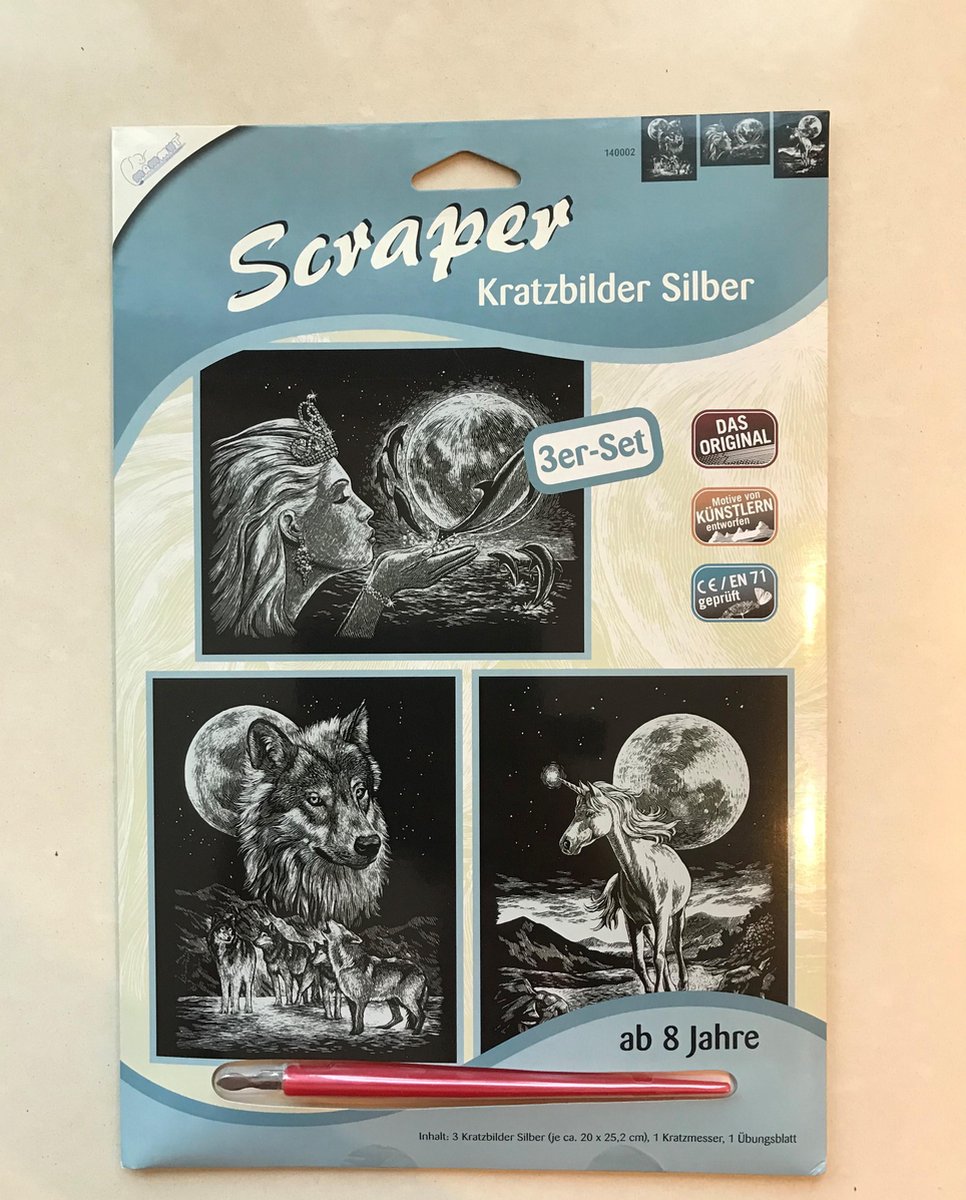 MAMMUT
140002
Scraper
Kratzbilder Silber
3er-Set
DAS
ORIGINAL
Motive von
KÜNSTLERN
entworfen
CE / EN 71
geprüft
ab 8 Jahre
Inhalt: 3 Kratzbilder Silber (je ca. 20 x 25,2 cm), 1 Kratzmesser, 1 Übungsblatt